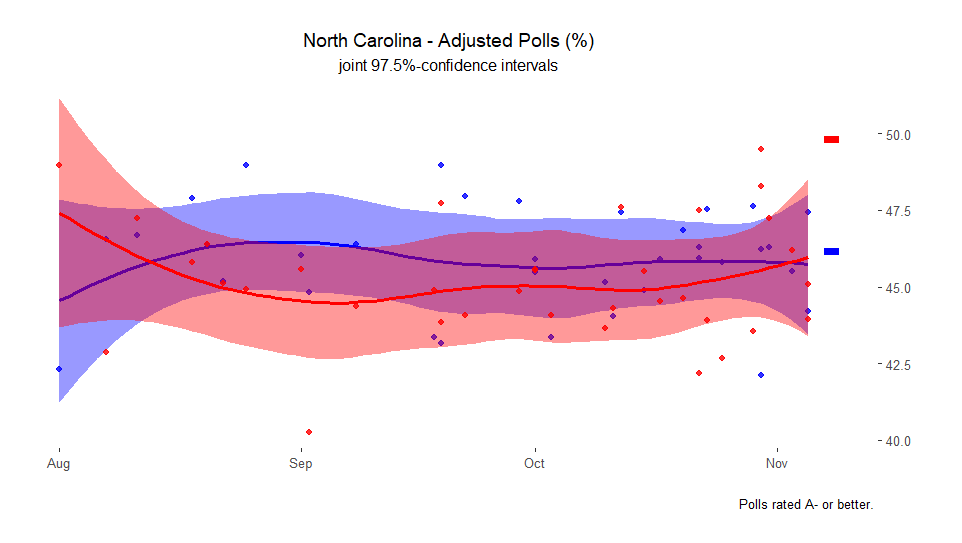 North Carolina - Adjusted Polls (%)
joint 97.5%-confidence intervals
50.0
47.5
45.0
42.5
40.0
Aug Sep Oct Nov
Polls rated A- or better.